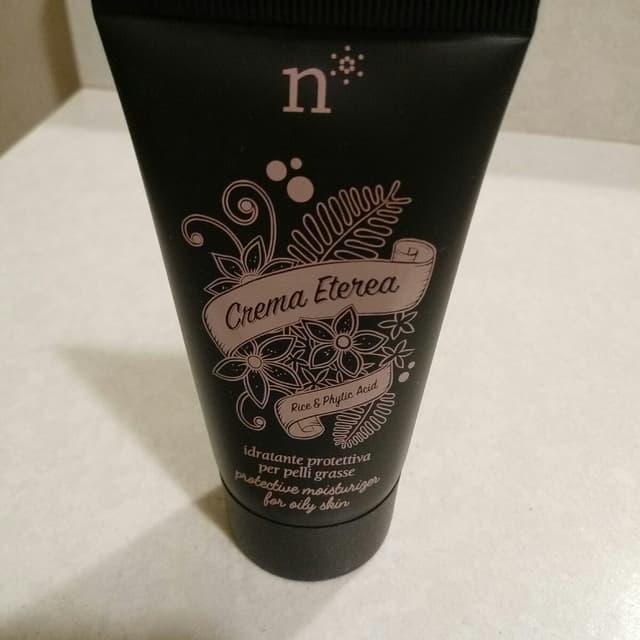 n
Crema Eterea
Rice & Phytic Acid
idratante protettiva
per pelli grasse
protective moisturizer
for oily skin